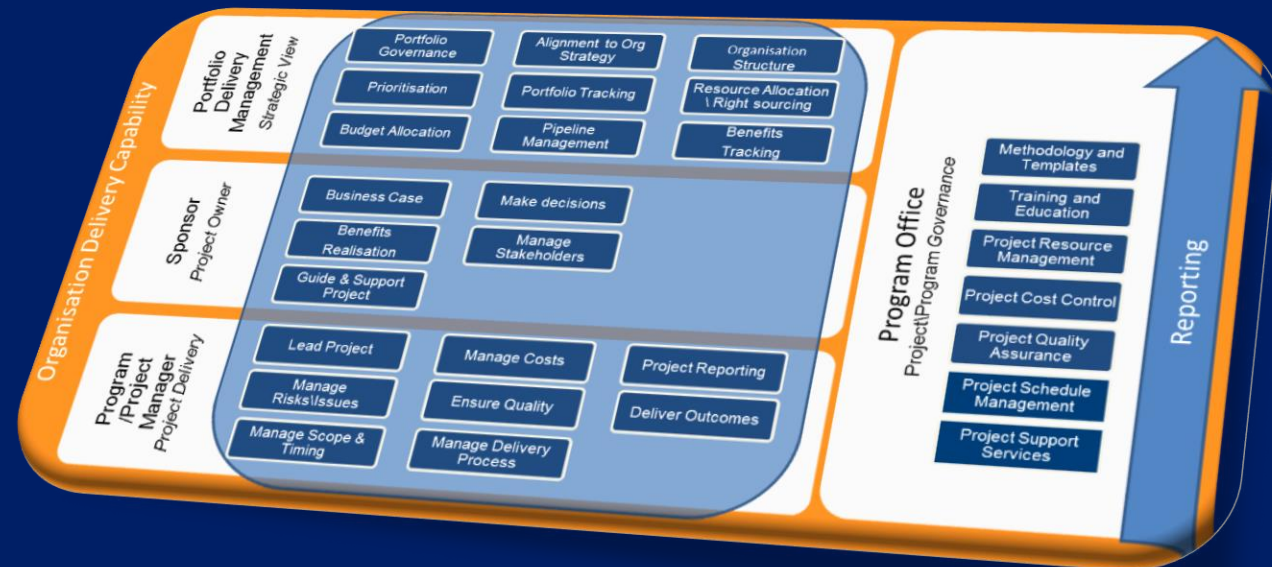 Organisation Delivery Capability
Portfolio
Delivery
Management
Strategic View
Portfolio
Governance
Alignment to Org
Strategy
Organisation
Structure
Prioritisation
Portfolio Tracking
Resource Allocation
\ Right sourcing
Budget Allocation
Pipeline
Management
Benefits
Tracking
Sponsor
Project Owner
Business Case
Make decisions
Benefits
Realisation
Manage
Stakeholders
Guide & Support
Project
Program
/Project
Manager
Project Delivery
Lead Project
Manage Costs
Project Reporting
Manage
Risks\Issues
Ensure Quality
Deliver Outcomes
Manage Scope &
Timing
Manage Delivery
Process
Program Office
Project\Program Governance
Methodology and
Templates
Training and
Education
Project Resource
Management
Project Cost Control
Project Quality
Assurance
Project Schedule
Management
Project Support
Services
Reporting